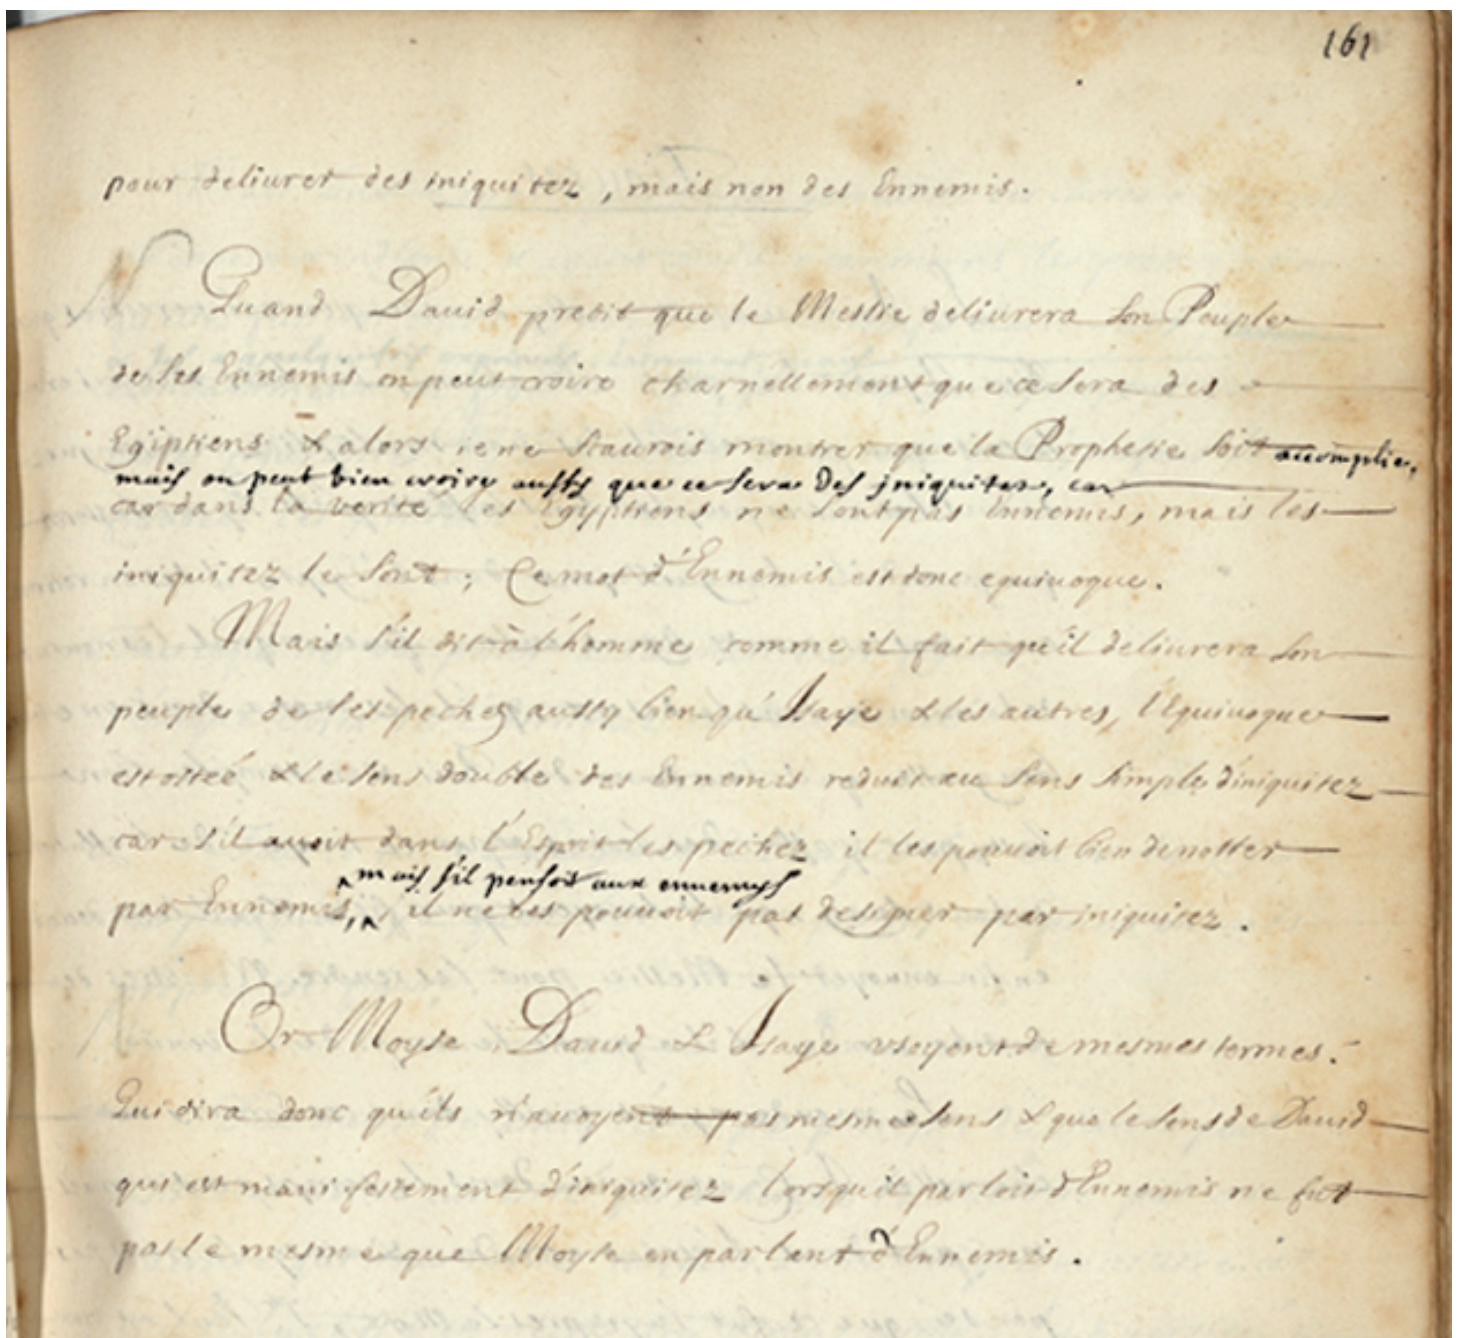 161
pour deliurer des iniquitez, mais non des Ennemis.
Quand Dauid predit que le Messie deliurera son Peuple
de ses Ennemis on peut croire charnellement que ce sera des
Egiptiens & alors ie ne scaurois montrer que la Prophetie soit accomplie,
mais on peut bien croire aussy que ce sera des jniquitez, car
car dans la verité les Egyptiens ne sont pas Ennemis, mais les
iniquitez le sont; Ce mot d'Ennemis est donc equiuoque.
Mais s'il dit à l'homme comme il fait qu'il deliurera son
peuple de ses pechez aussy bien qu'Isaye & les autres, l'Equiuoque
est osteé & le sens double des Ennemis reduit au sens simple d'iniquitez
car s'il auoit dans l'Esprit les pechez il les pouuoit bien denotter
mais s'il pensoit aux ennemys
par Ennemis, il ne les pouuoit pas designer par iniquitez.
Or Moyse Dauid & Isaye vsoyent de mesmes termes.
Qui dira donc qu'ils n'auoyent pas mesme sens & que le sens de Dauid
qui est manifestement d'iniquitez lorsqu'il parloit d'Ennemis ne fut
pas le mesme que Moyse en parlant d'Ennemis.